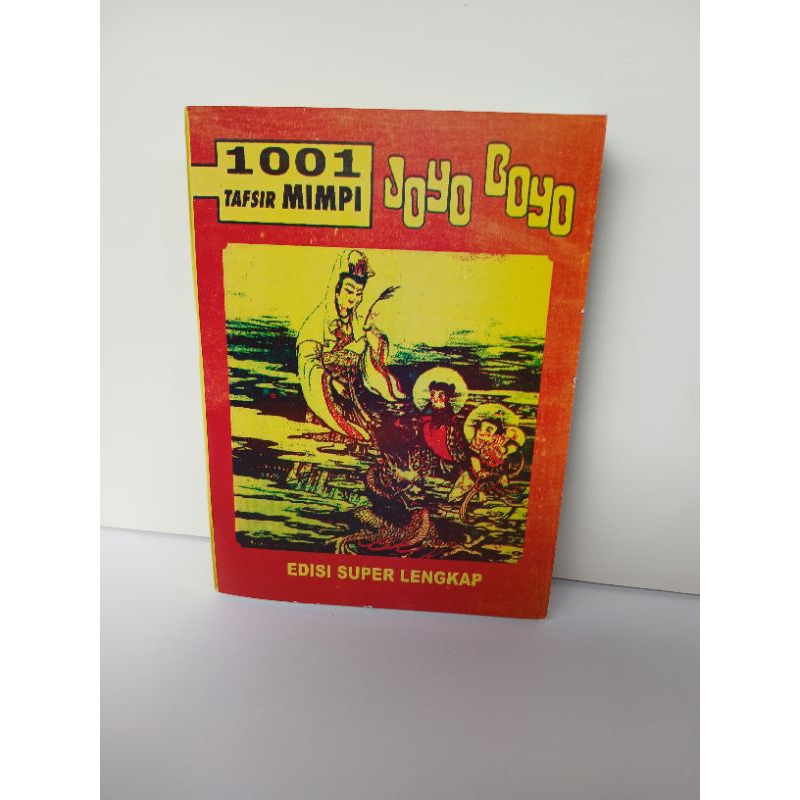 1001
TAFSIR MIMPI
Joyo Boyo
EDISI SUPER LENGKAP